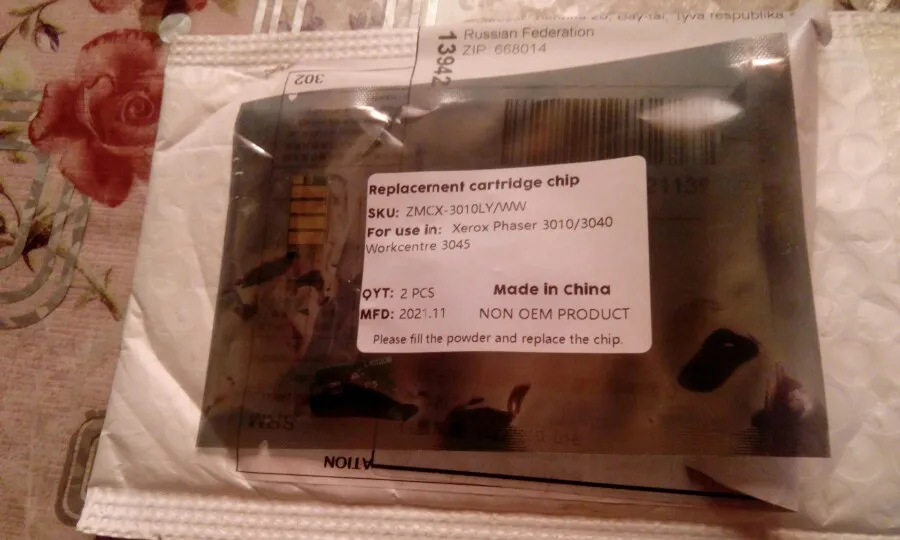 Tyva respublika
Russian Federation
ZIP 668014
13942
302
Replacement cartridge chip
SKU: ZMCX-3010LY/WW
For use in: Xerox Phaser 3010/3040
Workcentre 3045
QYT: 2 PCS
Made in China
MFD: 2021.11
NON OEM PRODUCT
Please fill the powder and replace the chip.